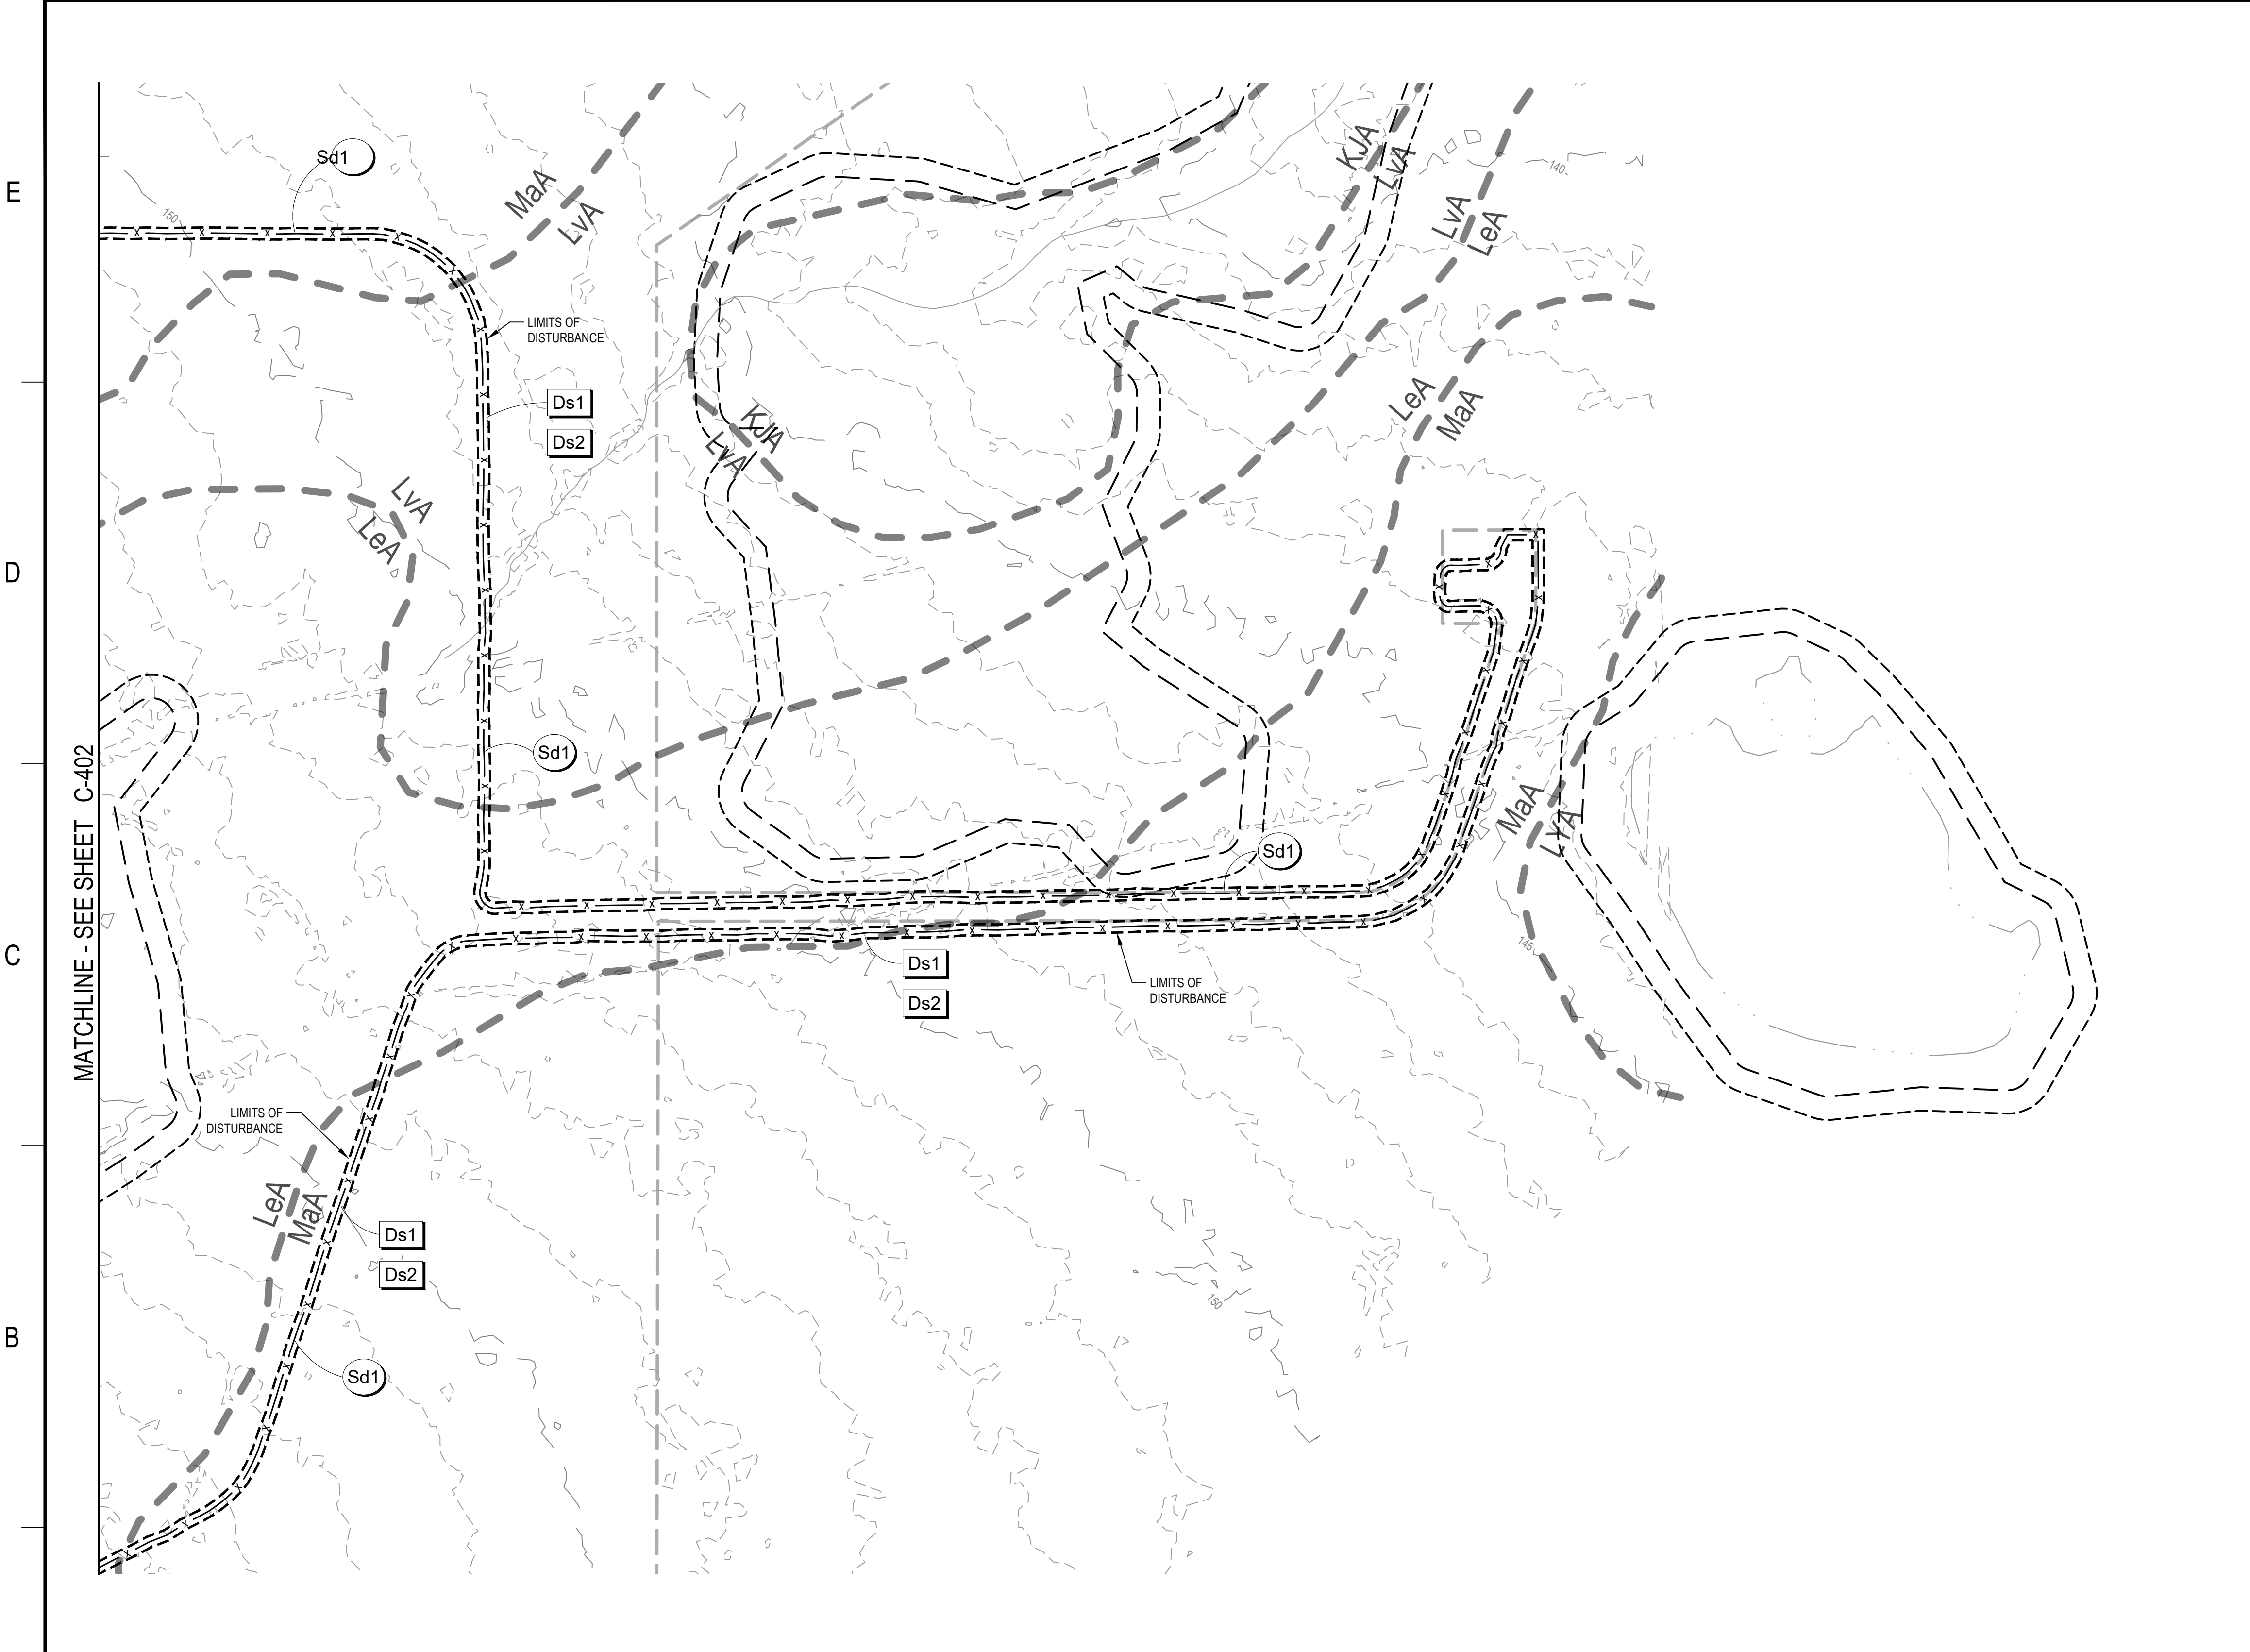 E
D
C
B
MATCHLINE - SEE SHEET C-402
Sd1
150
MaA
LvA
KJA
LvA
140
LvA
LeA
LIMITS OF
DISTURBANCE
Ds1
Ds2
KJA
LvA
LeA
MaA
LvA
LeA
Sd1
MaA
LYA
Sd1
145
Ds1
Ds2
LIMITS OF
DISTURBANCE
LIMITS OF
DISTURBANCE
LeA
MaA
Ds1
Ds2
150
Sd1